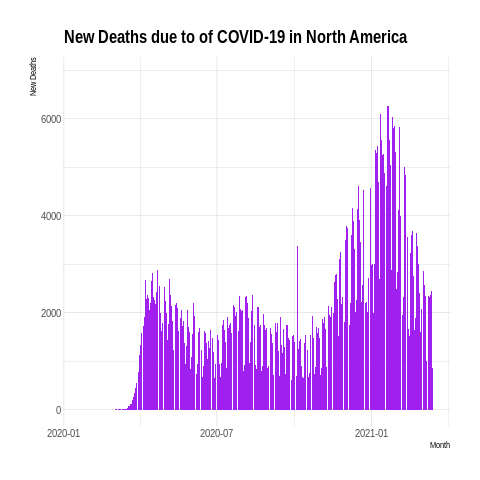 New Deaths due to of COVID-19 in North America
New Deaths
6000
4000
2000
0
2020-01
2020-07
2021-01
Month